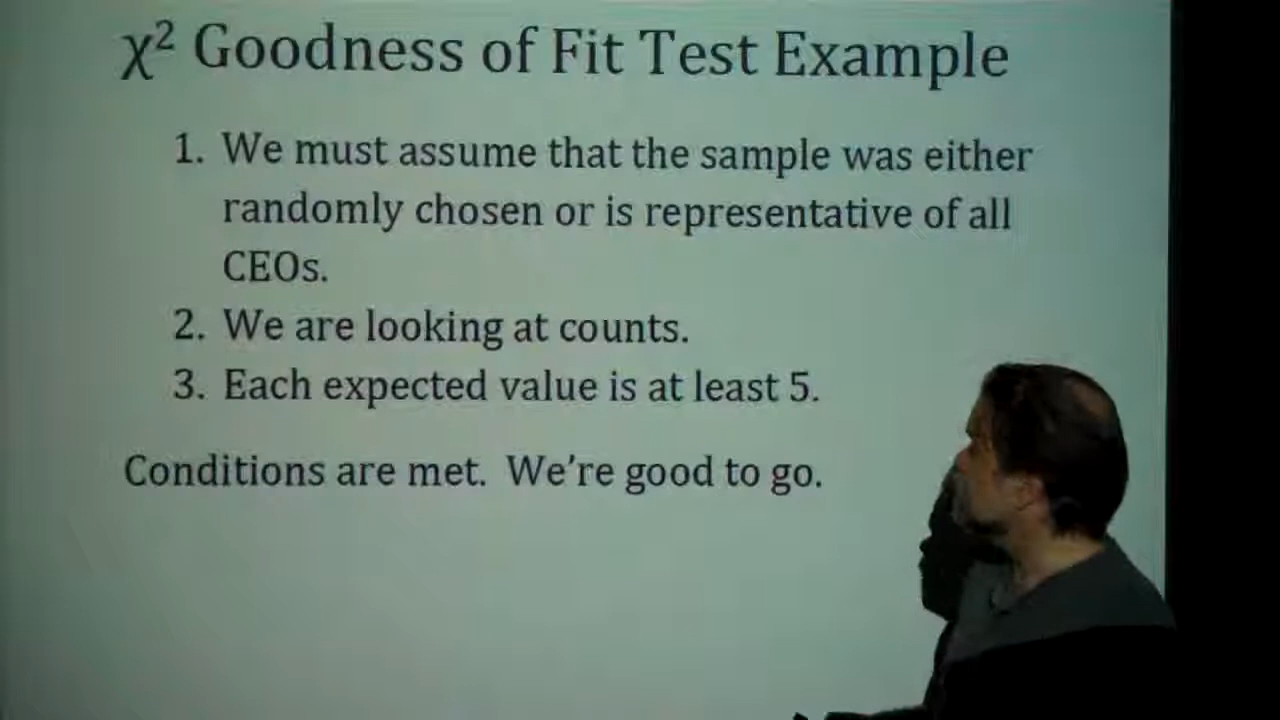 χ² Goodness of Fit Test Example
1. We must assume that the sample was either
randomly chosen or is representative of all
CEOs.
2. We are looking at counts.
3. Each expected value is at least 5.
Conditions are met. We're good to go.